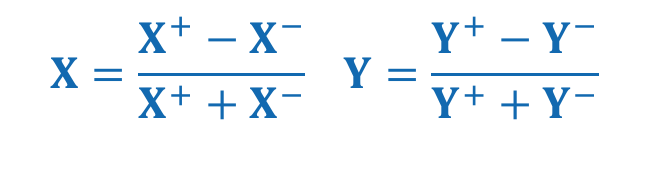 X = (X⁺ − X⁻) / (X⁺ + X⁻)   Y = (Y⁺ − Y⁻) / (Y⁺ + Y⁻)